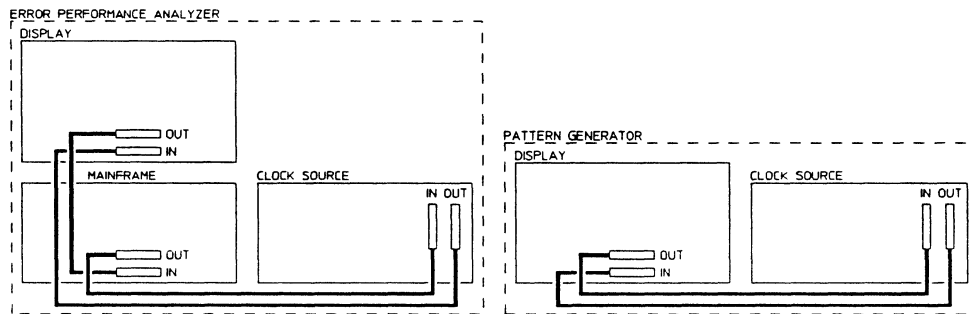 ERROR PERFORMANCE ANALYZER
DISPLAY
OUT
IN
MAINFRAME
OUT
IN
CLOCK SOURCE
IN OUT
PATTERN GENERATOR
DISPLAY
OUT
IN
CLOCK SOURCE
IN OUT